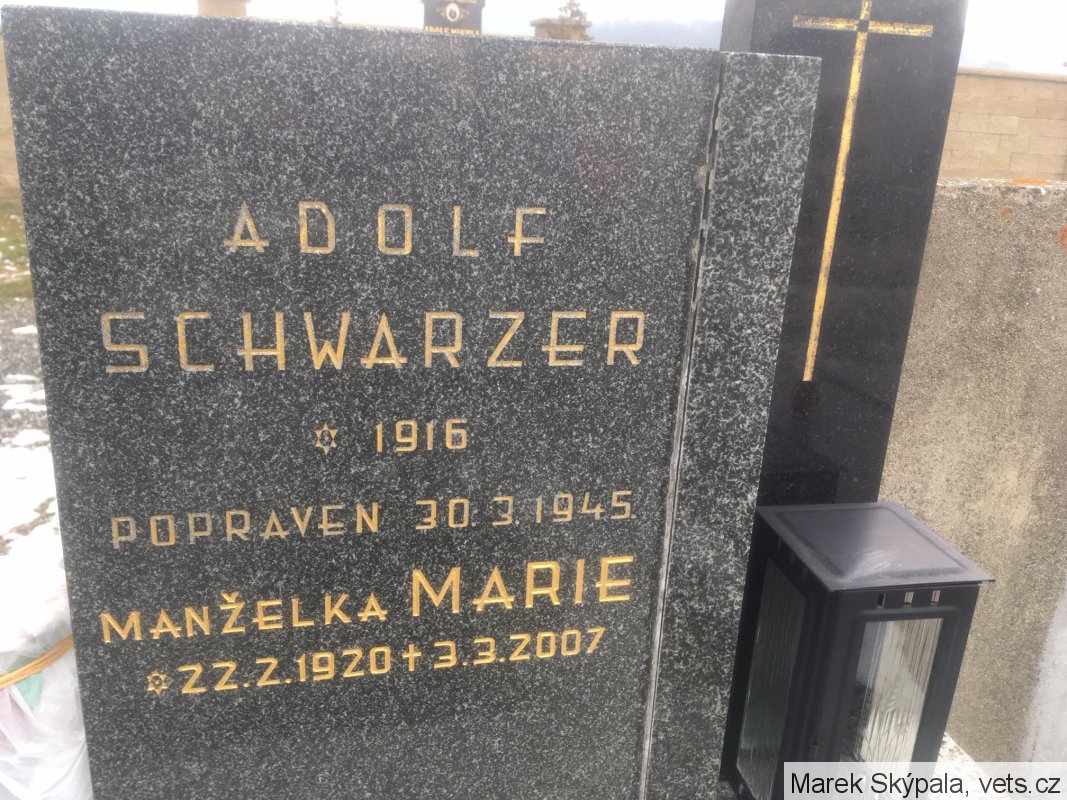 ADOLF
SCHWARZER
✡ 1916
POPRAVEN 30.3.1945.
MANŽELKA MARIE
✡ 22.2.1920 ✝ 3.3.2007
Marek Skýpala, vets.cz